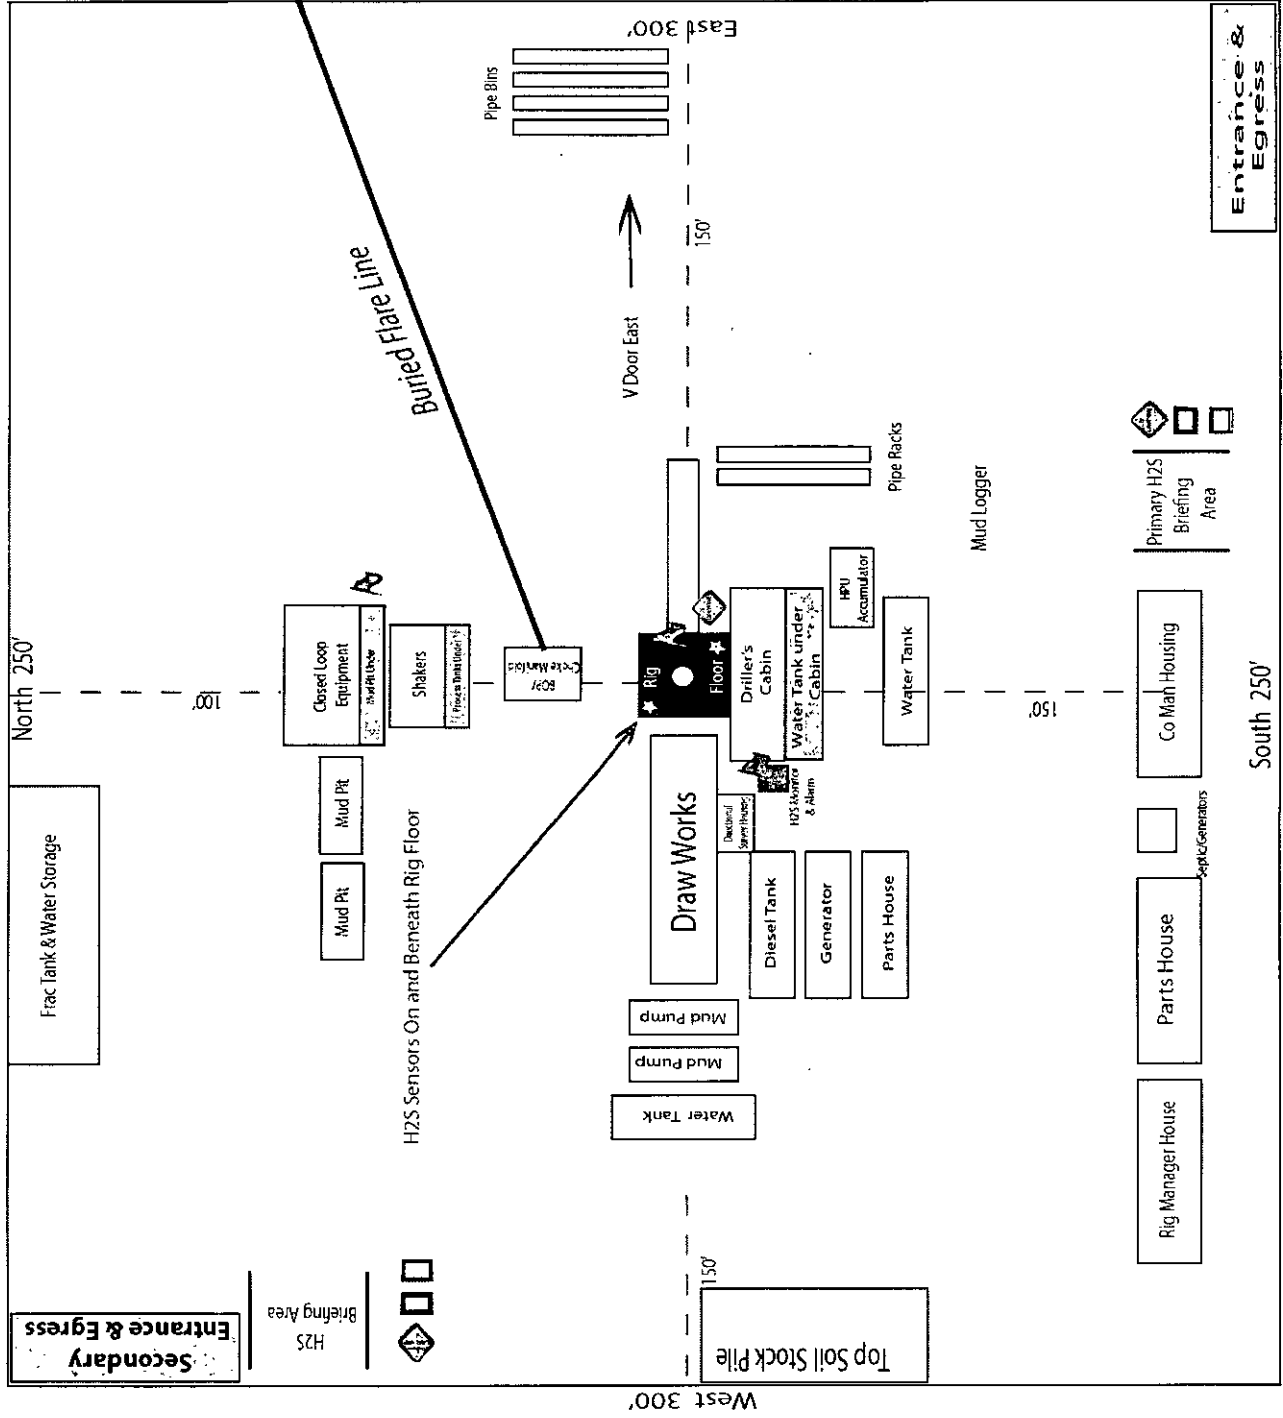 East 300'
Entrance &
Egress
Pipe Bins
Buried Flare Line
V Door East
150'
Pipe Racks
Mud Logger
Primary H2S
Briefing
Area
North 250'
100'
Closed Loop
Equipment
Mud Pit Under
Shakers
Process Tanks Under
Choke Manifold
Rig
Floor
Driller's
Cabin
Water Tank under
Cabin
HPU
Accumulator
Water Tank
150'
Co Man Housing
South 250'
Frac Tank & Water Storage
Mud Pit
Mud Pit
H2S Sensors On and Beneath Rig Floor
Draw Works
Directional
H2S Monitor
& Alarm
Diesel Tank
Generator
Parts House
Septic/Generators
Parts House
Mud Pump
Mud Pump
Water Tank
Rig Manager House
Secondary
Entrance & Egress
H2S
Briefing Area
150'
Top Soil Stock Pile
West 300'